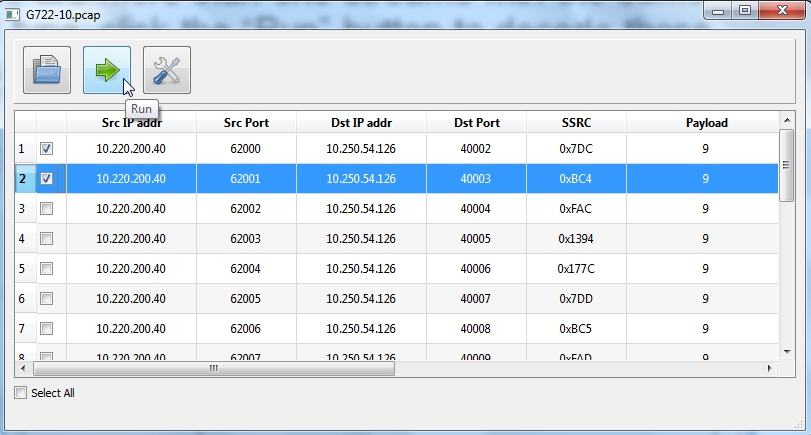 G722-10.pcap
Run
Src IP addr Src Port Dst IP addr Dst Port SSRC Payload
1 10.220.200.40 62000 10.250.54.126 40002 0x7DC 9
2 10.220.200.40 62001 10.250.54.126 40003 0xBC4 9
3 10.220.200.40 62002 10.250.54.126 40004 0xFAC 9
4 10.220.200.40 62003 10.250.54.126 40005 0x1394 9
5 10.220.200.40 62004 10.250.54.126 40006 0x177C 9
6 10.220.200.40 62005 10.250.54.126 40007 0x7DD 9
7 10.220.200.40 62006 10.250.54.126 40008 0xBC5 9
8 10.220.200.40 62007 10.250.54.126 40009 0xFAD 9
Select All